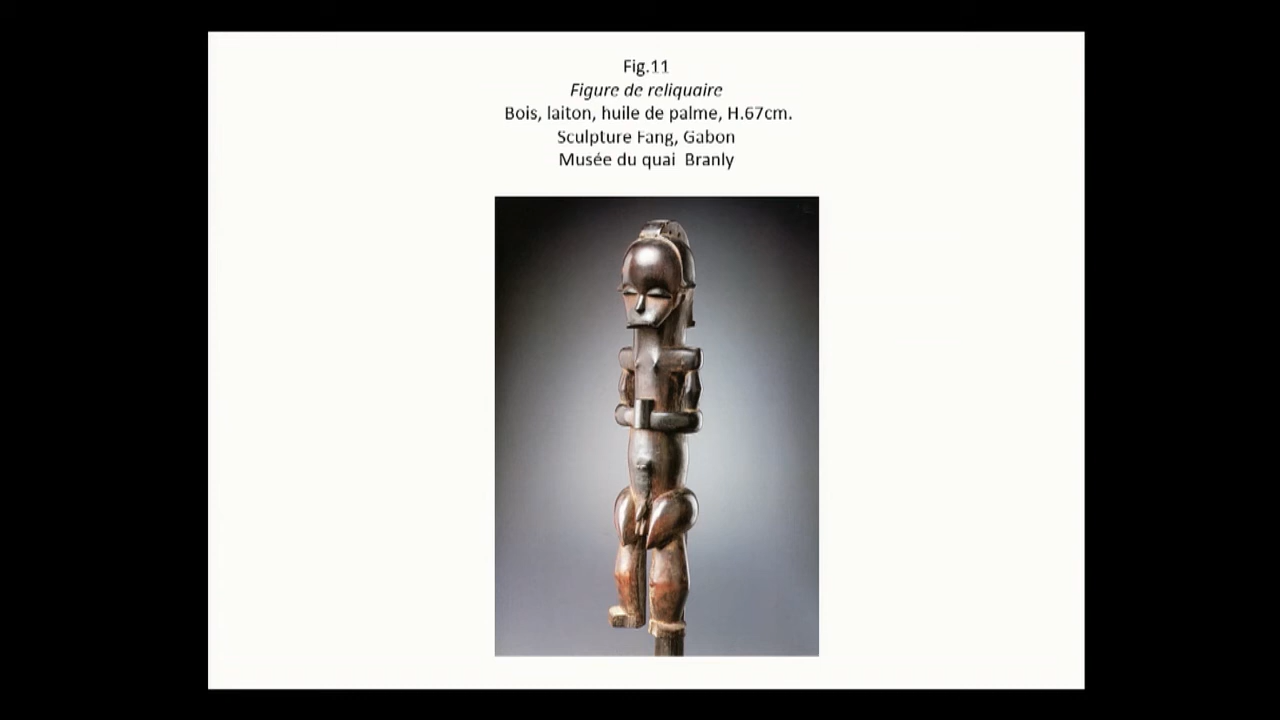 Fig.11
Figure de reliquaire
Bois, laiton, huile de palme, H.67cm.
Sculpture Fang, Gabon
Musée du quai  Branly